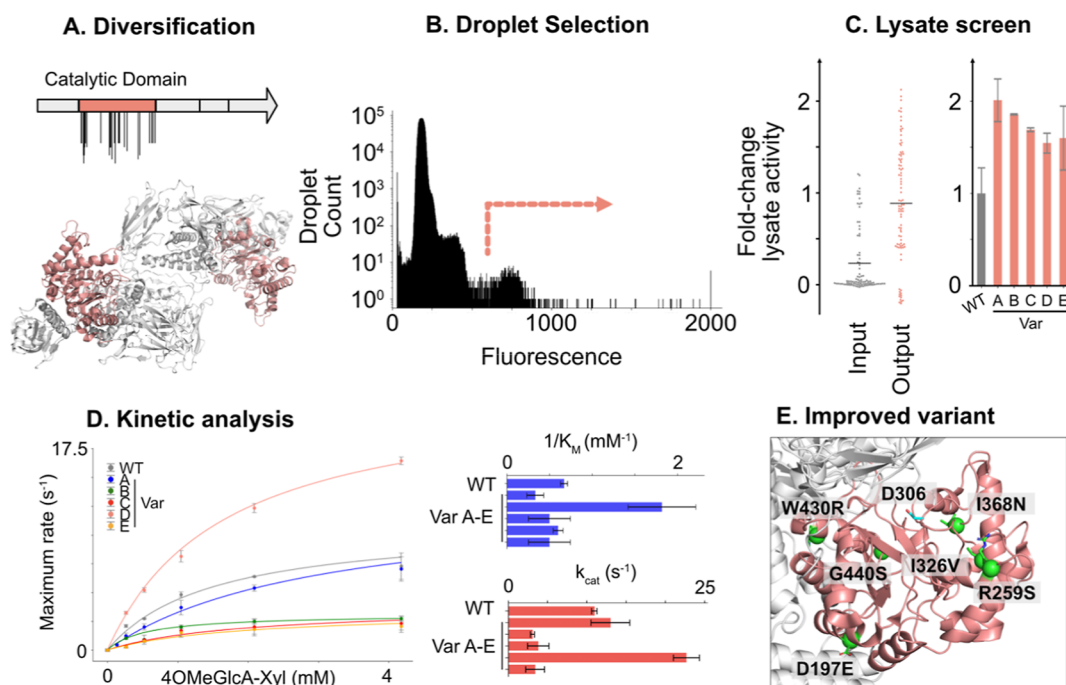 A. Diversification
Catalytic Domain
B. Droplet Selection
Droplet
Count
10⁵
10⁴
10³
10²
10¹
10⁰
0
1000
2000
Fluorescence
C. Lysate screen
Fold-change
lysate activity
2
1
0
Input
Output
2
1
0
WT
A B C D E
Var
D. Kinetic analysis
Maximum rate (s⁻¹)
17.5
0
WT
A
B
C
D
E
Var
0
4OMeGlcA-Xyl (mM)
4
1/K_M (mM⁻¹)
0
2
WT
Var A-E
k_cat (s⁻¹)
0
25
WT
Var A-E
E. Improved variant
D306
I368N
W430R
G440S
I326V
R259S
D197E